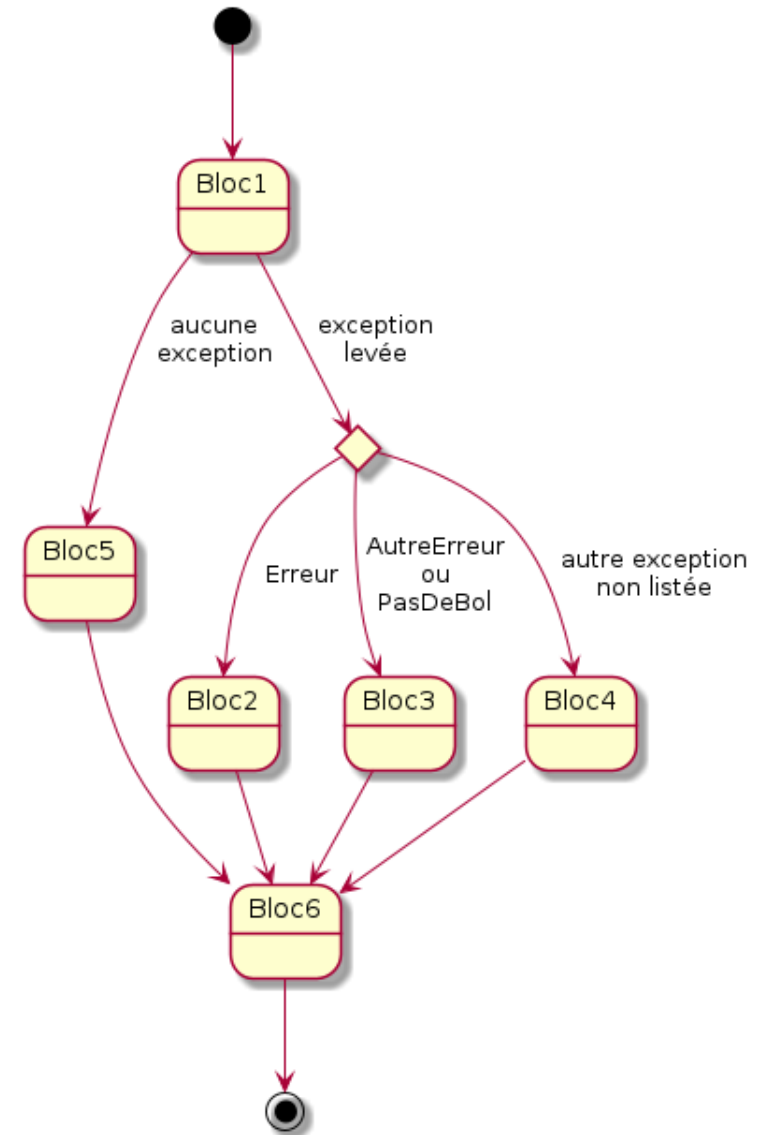 Bloc1
aucune
exception
exception
levée
Bloc5
Erreur
AutreErreur
ou
PasDeBol
autre exception
non listée
Bloc2
Bloc3
Bloc4
Bloc6